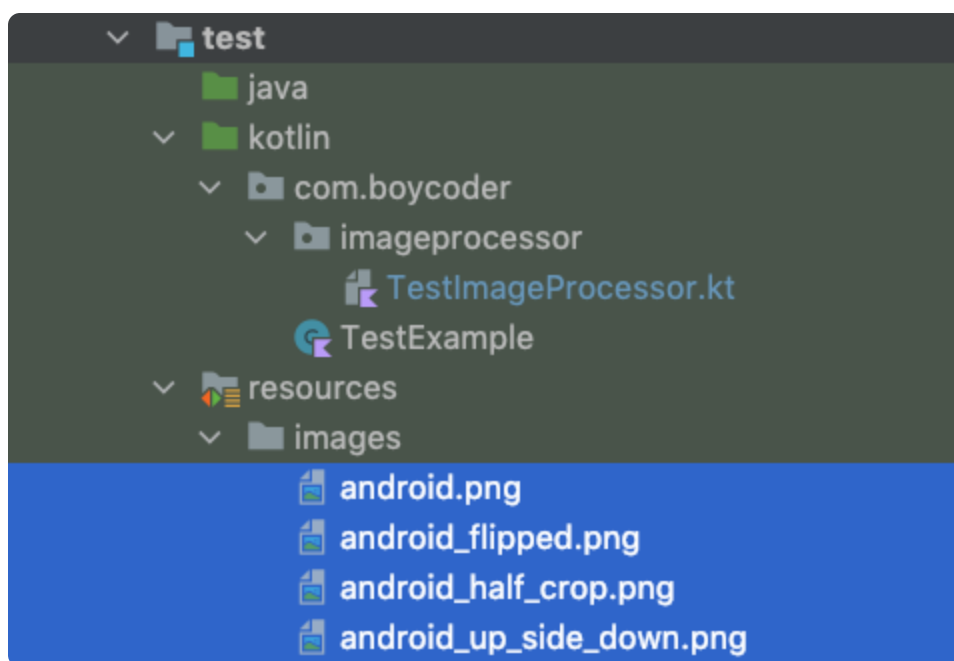 test
java
kotlin
com.boycoder
imageprocessor
TestImageProcessor.kt
TestExample
resources
images
android.png
android_flipped.png
android_half_crop.png
android_up_side_down.png